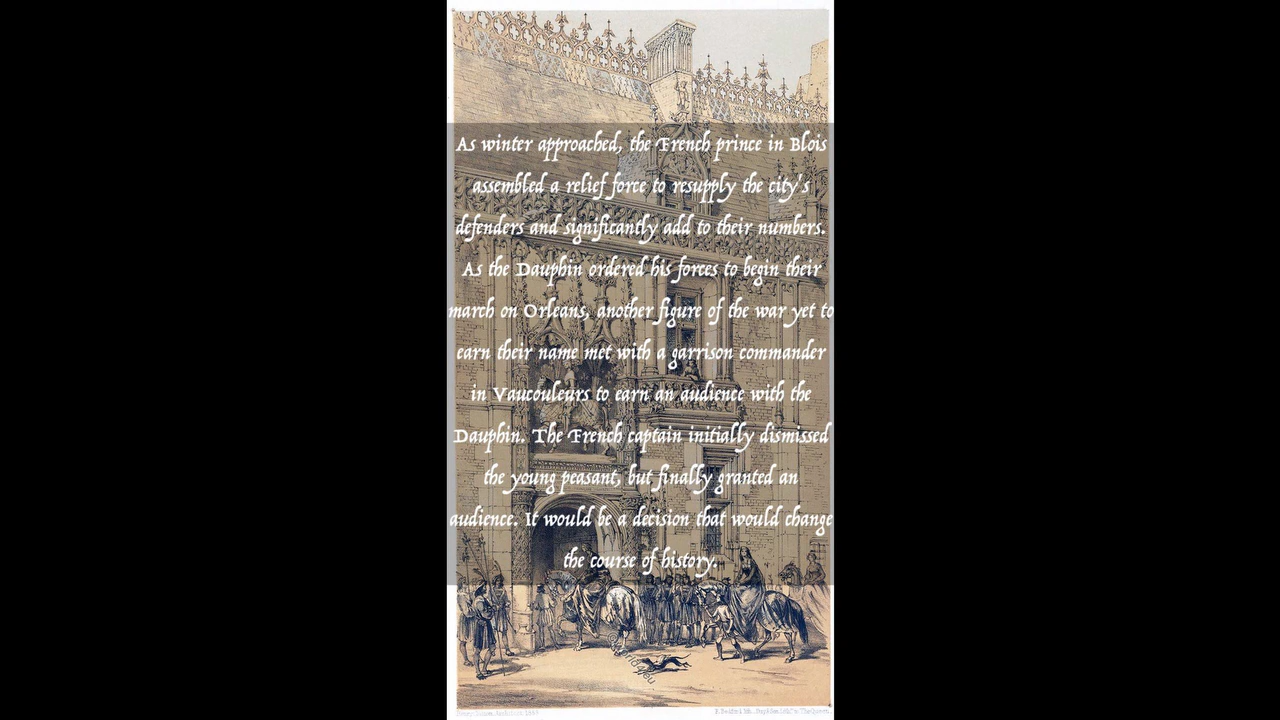 As winter approached, the French prince in Blois
assembled a relief force to resupply the city's
defenders and significantly add to their numbers.
As the Dauphin ordered his forces to begin their
march on Orleans, another figure of the war yet to
earn their name met with a garrison commander
in Vaucouleurs to earn an audience with the
Dauphin. The French captain initially dismissed
the young peasant, but finally granted an
audience. It would be a decision that would change
the course of history.